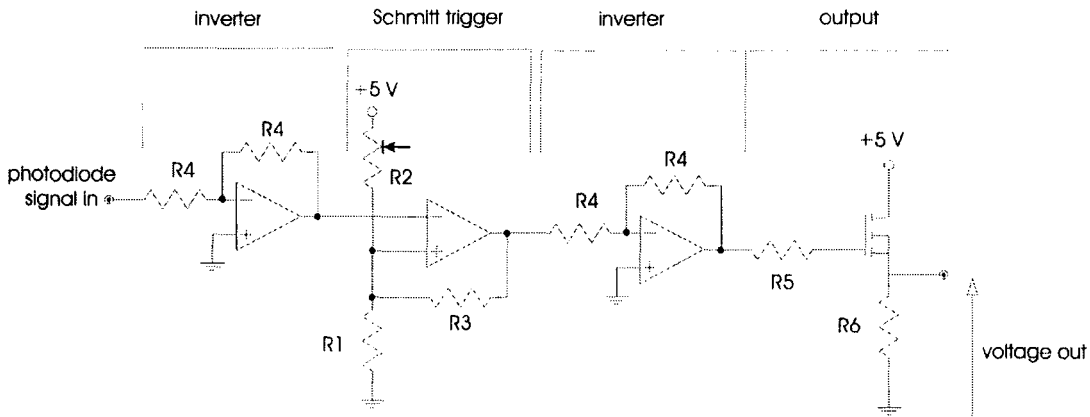 inverter
Schmitt trigger
inverter
output
+5 V
+5 V
R4
R4
R4
R4
R2
photodiode
signal in
−
+
−
+
−
+
R3
R1
R5
R6
voltage out